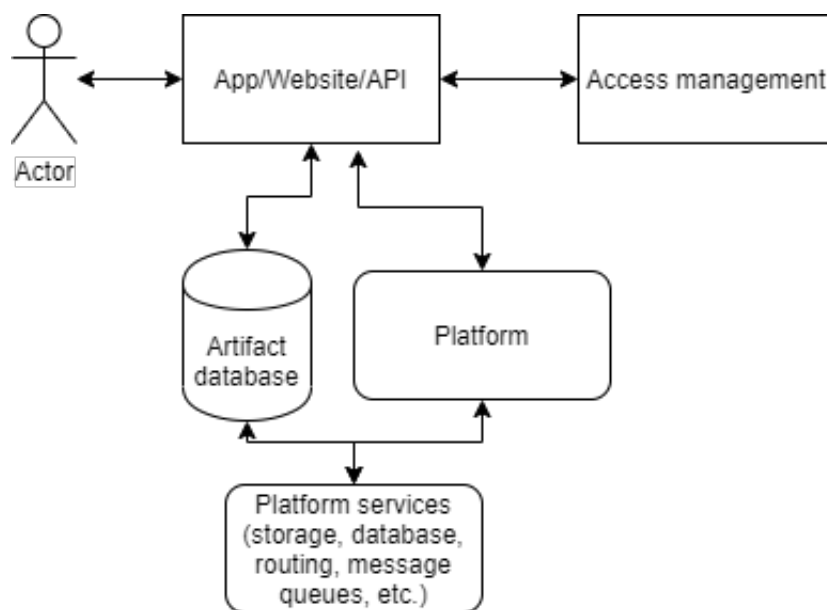 App/Website/API
Access management
Actor
Artifact
database
Platform
Platform services
(storage, database,
routing, message
queues, etc.)